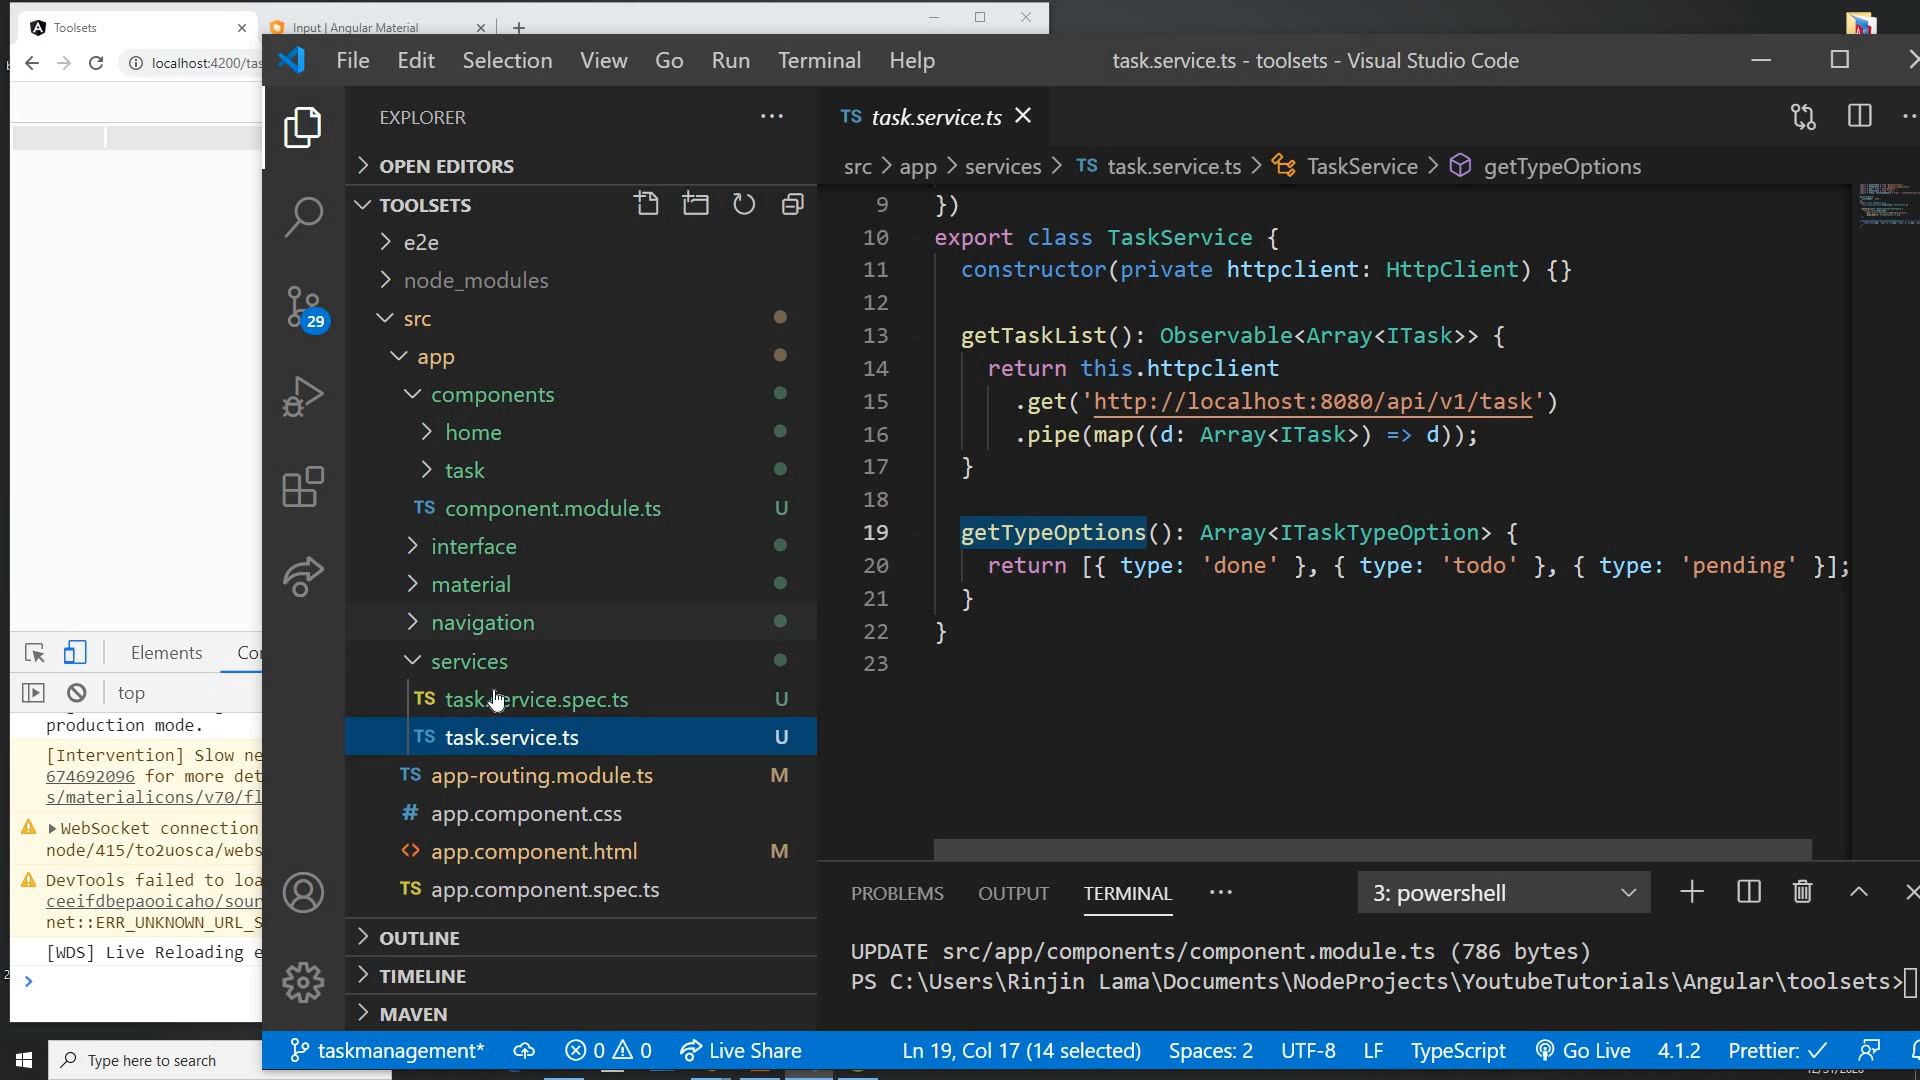 Toolsets
Input | Angular Material
localhost:4200/tas
File Edit Selection View Go Run Terminal Help
task.service.ts - toolsets - Visual Studio Code
EXPLORER
OPEN EDITORS
TOOLSETS
e2e
node_modules
src
app
components
home
task
TS component.module.ts U
interface
material
navigation
services
TS task.service.spec.ts U
TS task.service.ts U
TS app-routing.module.ts M
# app.component.css
<> app.component.html M
TS app.component.spec.ts
OUTLINE
TIMELINE
MAVEN
29
TS task.service.ts
src > app > services > TS task.service.ts > TaskService > getTypeOptions
9 })
10 export class TaskService {
11 constructor(private httpclient: HttpClient) {}
12
13 getTaskList(): Observable<Array<ITask>> {
14 return this.httpclient
15 .get('http://localhost:8080/api/v1/task')
16 .pipe(map((d: Array<ITask>) => d));
17 }
18
19 getTypeOptions(): Array<ITaskTypeOption> {
20 return [{ type: 'done' }, { type: 'todo' }, { type: 'pending' }];
21 }
22 }
23
PROBLEMS OUTPUT TERMINAL
3: powershell
UPDATE src/app/components/component.module.ts (786 bytes)
PS C:\Users\Rinjin Lama\Documents\NodeProjects\YoutubeTutorials\Angular\toolsets>
Elements Co
top
production mode.
[Intervention] Slow ne
674692096 for more det
s/materialicons/v70/fl
WebSocket connection
node/415/to2uosca/webs
DevTools failed to loa
ceeifdbepaooicaho/sour
net::ERR_UNKNOWN_URL_S
[WDS] Live Reloading e
taskmanagement* 0 0 Live Share
Ln 19, Col 17 (14 selected) Spaces: 2 UTF-8 LF TypeScript Go Live 4.1.2 Prettier: ✓
Type here to search